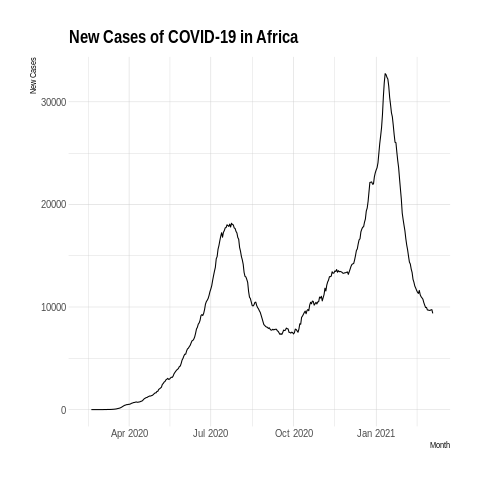 New Cases of COVID-19 in Africa
New Cases
30000
20000
10000
0
Apr 2020 Jul 2020 Oct 2020 Jan 2021
Month